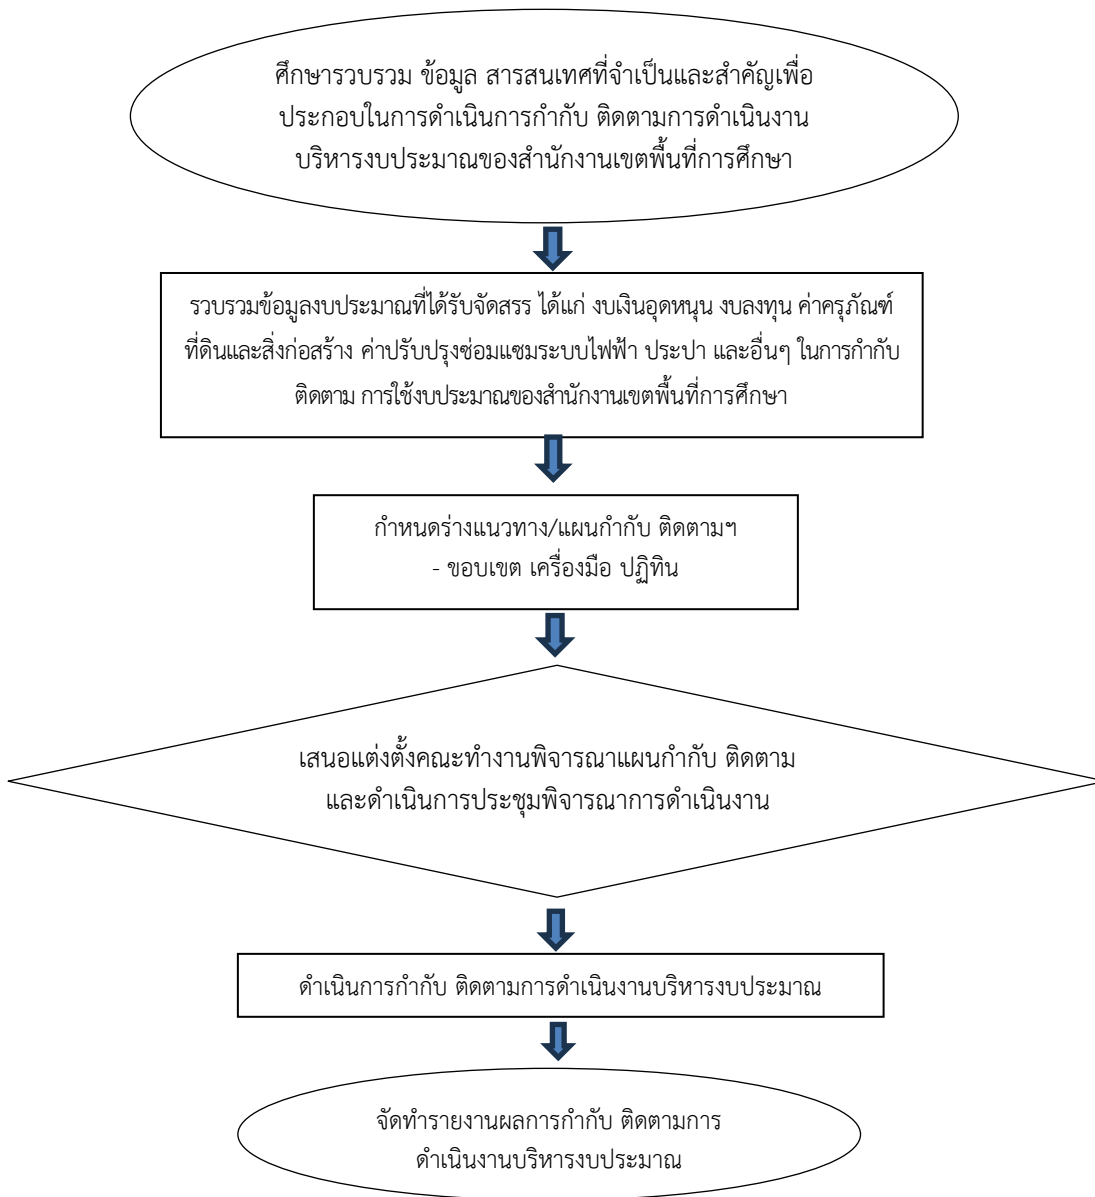 ศึกษารวบรวม ข้อมูล สารสนเทศที่จำเป็นและสำคัญเพื่อ
ประกอบในการดำเนินการกำกับ ติดตามการดำเนินงาน
บริหารงบประมาณของสำนักงานเขตพื้นที่การศึกษา
รวบรวมข้อมูลงบประมาณที่ได้รับจัดสรร ได้แก่ งบเงินอุดหนุน งบลงทุน ค่าครุภัณฑ์
ที่ดินและสิ่งก่อสร้าง ค่าปรับปรุงซ่อมแซมระบบไฟฟ้า ประปา และอื่นๆ ในการกำกับ
ติดตาม การใช้งบประมาณของสำนักงานเขตพื้นที่การศึกษา
กำหนดร่างแนวทาง/แผนกำกับ ติดตามฯ
- ขอบเขต เครื่องมือ ปฏิทิน
เสนอแต่งตั้งคณะทำงานพิจารณาแผนกำกับ ติดตาม
และดำเนินการประชุมพิจารณาการดำเนินงาน
ดำเนินการกำกับ ติดตามการดำเนินงานบริหารงบประมาณ
จัดทำรายงานผลการกำกับ ติดตามการ
ดำเนินงานบริหารงบประมาณ